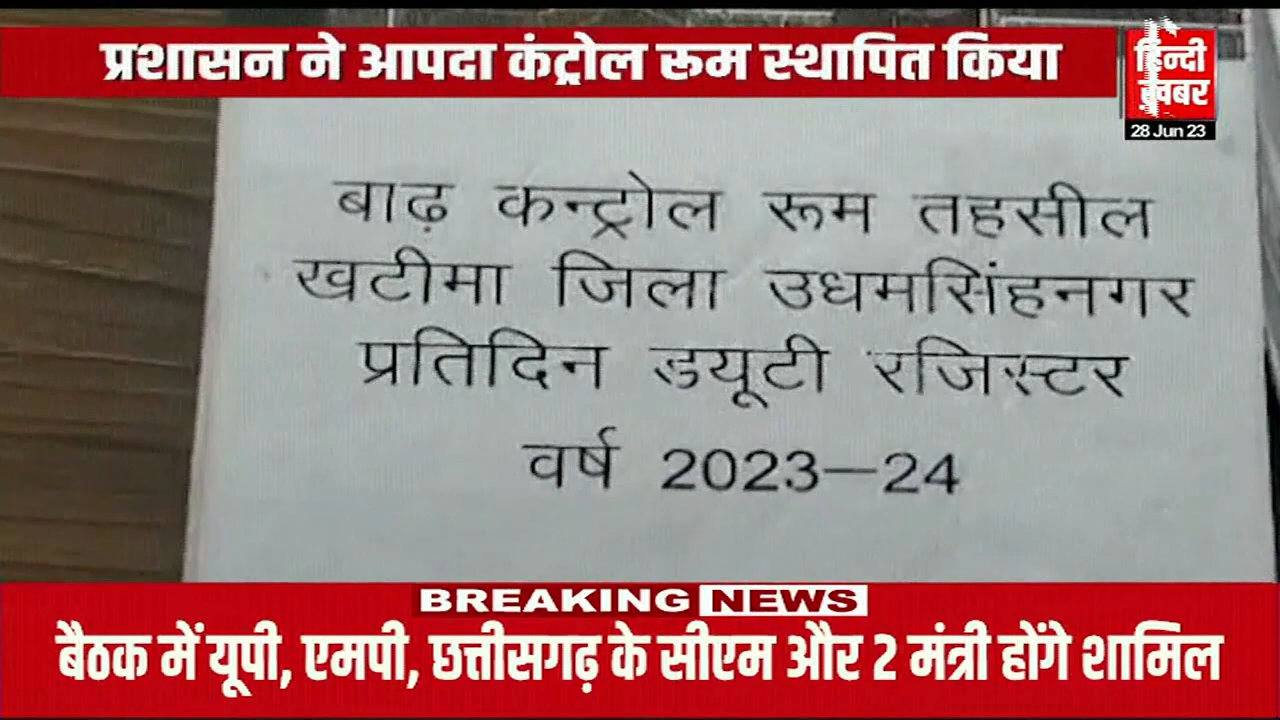 प्रशासन ने आपदा कंट्रोल रूम स्थापित किया
हिन्दी
ख़बर
28 Jun 23
बाढ़ कन्ट्रोल रूम तहसील
खटीमा जिला उधमसिंहनगर
प्रतिदिन डयूटी रजिस्टर
वर्ष 2023–24
BREAKING NEWS
बैठक में यूपी, एमपी, छत्तीसगढ़ के सीएम और 2 मंत्री होंगे शामिल